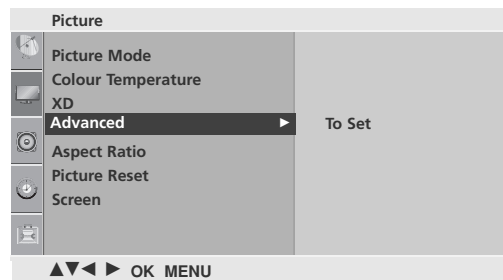 Picture
Picture Mode
Colour Temperature
XD
Advanced ► To Set
Aspect Ratio
Picture Reset
Screen
▲▼◄ ► OK MENU